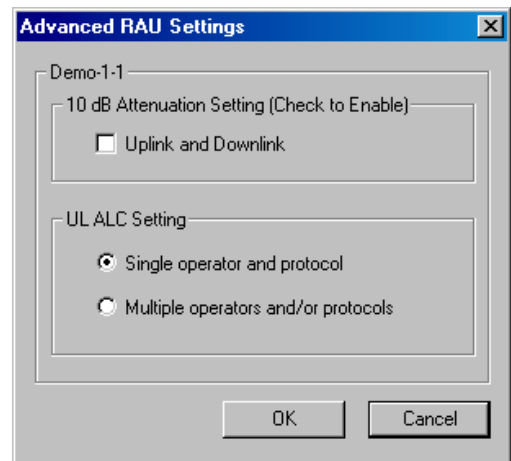 Advanced RAU Settings
Demo-1-1
10 dB Attenuation Setting (Check to Enable)
Uplink and Downlink
UL ALC Setting
Single operator and protocol
Multiple operators and/or protocols
OK
Cancel